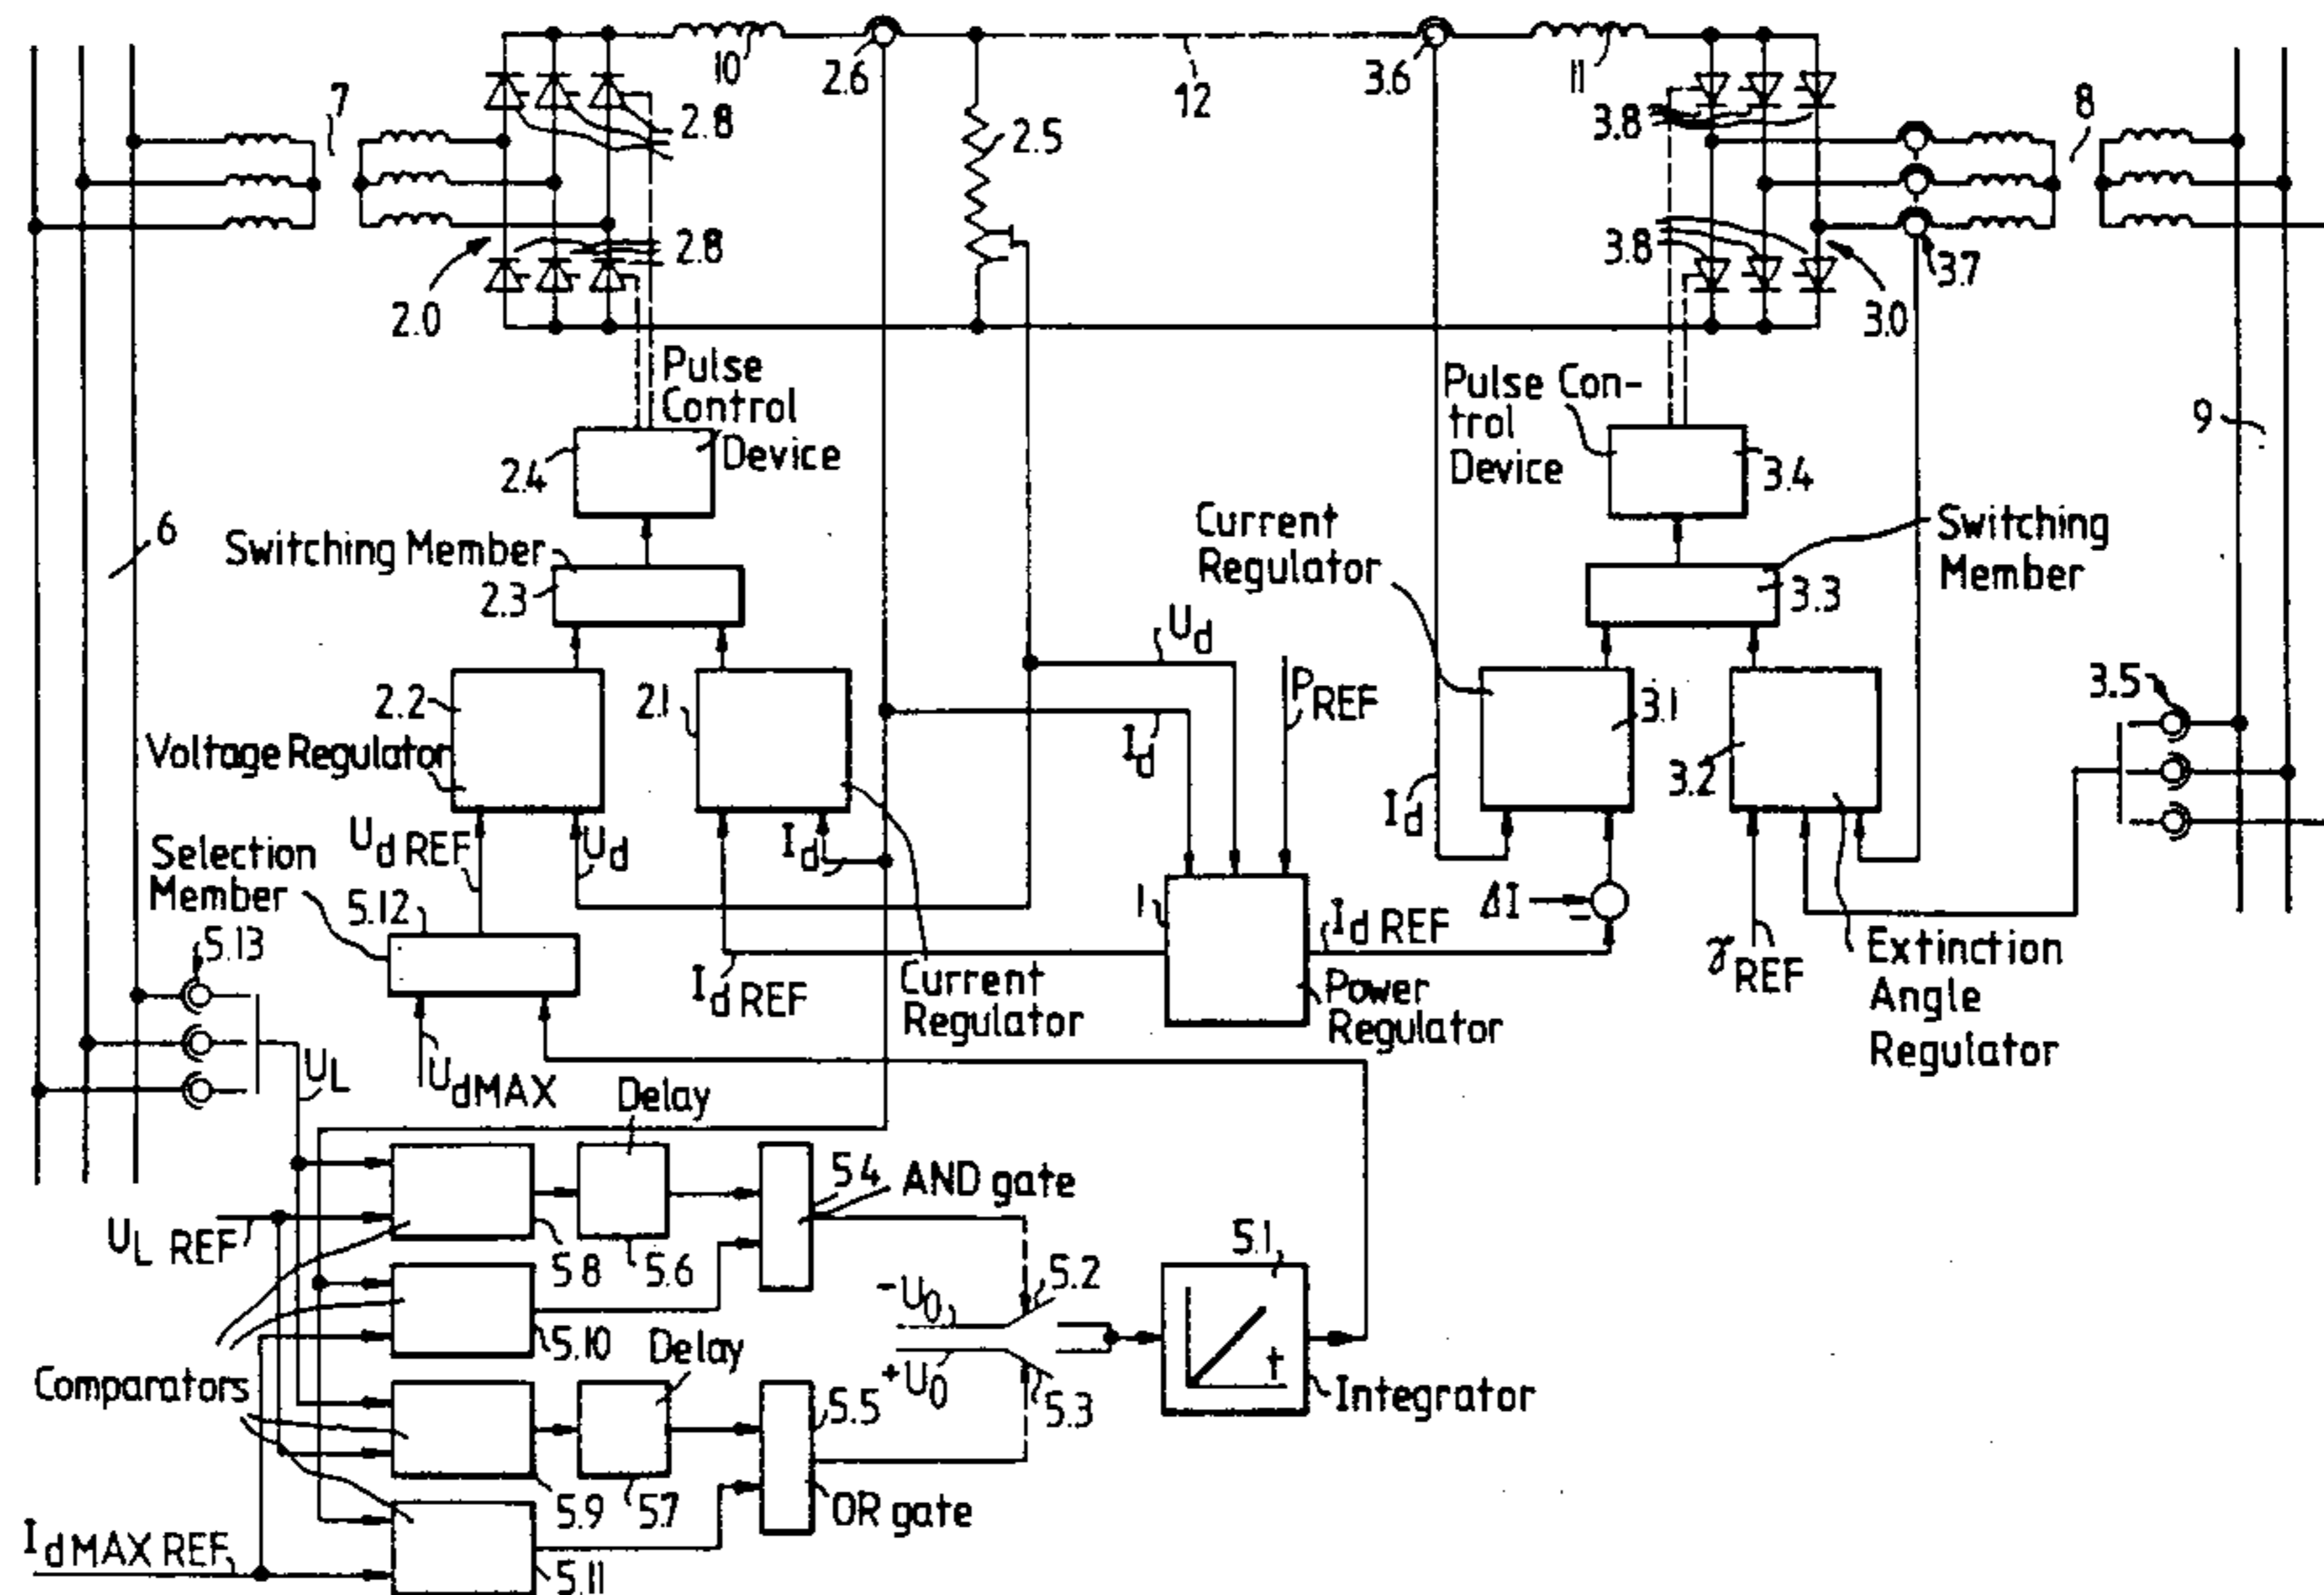 10
2.6
12
3.6
11
7
2.8
2.5
3.8
8
2.8
3.8
2.0
3.0
3.7
Pulse
Control
Device
2.4
Pulse Con-
trol
Device
3.4
9
6
Switching Member
2.3
Current
Regulator
Switching
Member
3.3
Ud
PREF
Id
2.2
Voltage Regulator
2.1
3.1
3.2
3.5
Id
Ud REF
Ud
Id
Selection
Member
5.12
5.13
1
Id REF
ΔI
γREF
Extinction
Angle
Regulator
Id REF
Current
Regulator
Power
Regulator
UL
UdMAX
Delay
5.4
AND gate
UL REF
5.8
5.6
5.1
-U0
5.2
5.10
Delay
Comparators
+U0
5.3
t
Integrator
5.5
5.9
5.7
OR gate
Id MAX REF
5.11